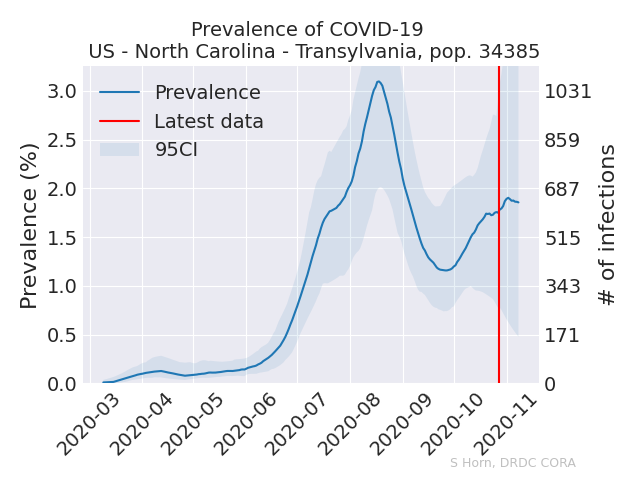 Prevalence of COVID-19
US - North Carolina - Transylvania, pop. 34385
Prevalence
Latest data
95CI
Prevalence (%)
3.0
2.5
2.0
1.5
1.0
0.5
0.0
1031
859
687
515
343
171
0
# of infections
2020-03
2020-04
2020-05
2020-06
2020-07
2020-08
2020-09
2020-10
2020-11
S Horn, DRDC CORA